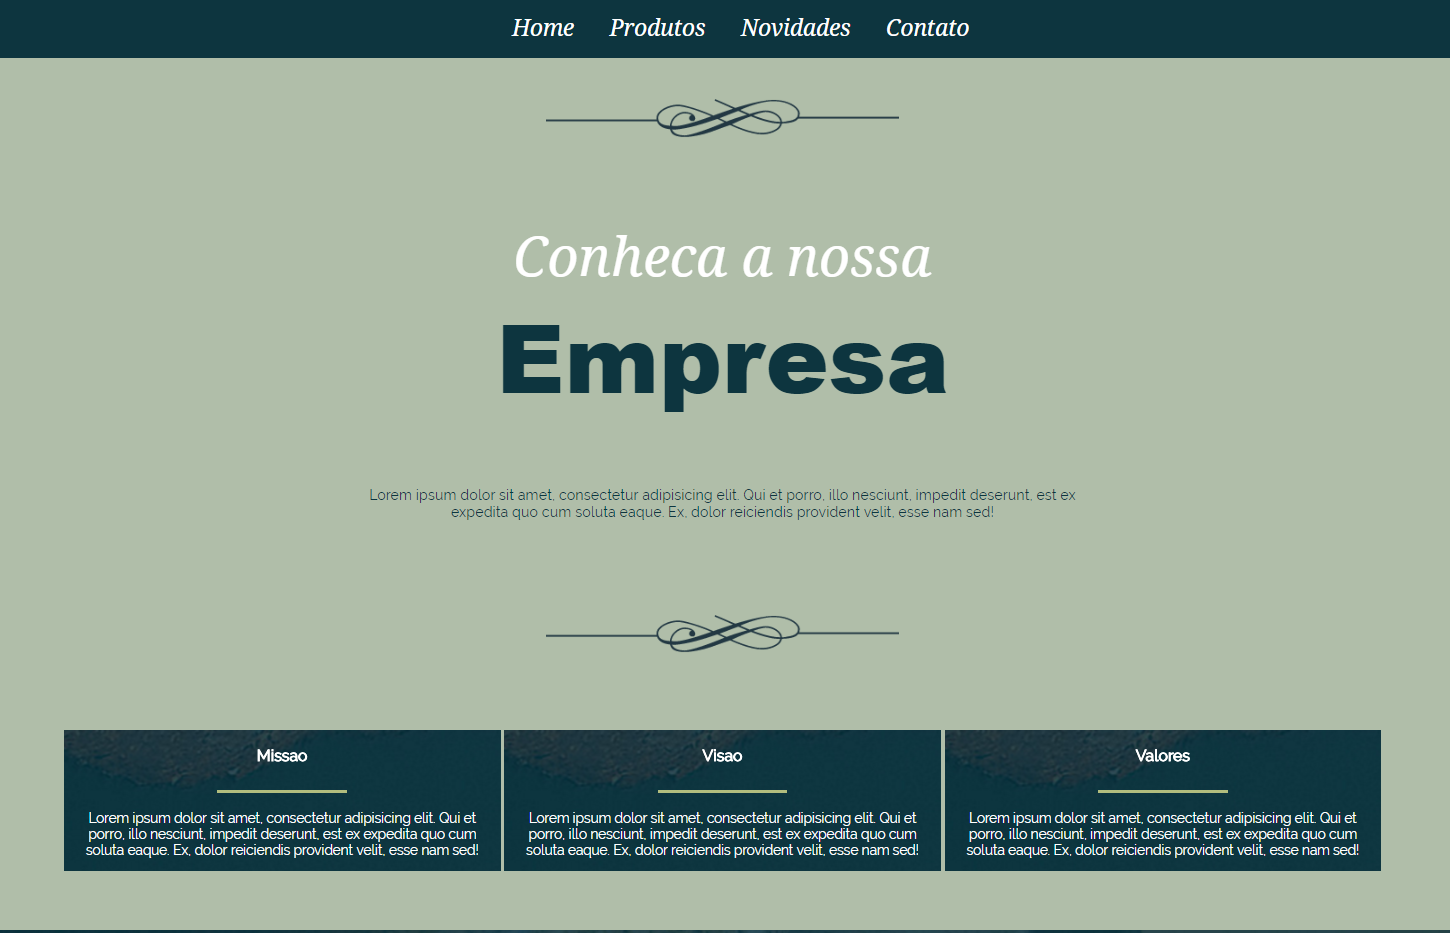 Home Produtos Novidades Contato
Conheca a nossa
Empresa
Lorem ipsum dolor sit amet, consectetur adipisicing elit. Qui et porro, illo nesciunt, impedit deserunt, est ex
expedita quo cum soluta eaque. Ex, dolor reiciendis provident velit, esse nam sed!
Missao
Lorem ipsum dolor sit amet, consectetur adipisicing elit. Qui et
porro, illo nesciunt, impedit deserunt, est ex expedita quo cum
soluta eaque. Ex, dolor reiciendis provident velit, esse nam sed!
Visao
Lorem ipsum dolor sit amet, consectetur adipisicing elit. Qui et
porro, illo nesciunt, impedit deserunt, est ex expedita quo cum
soluta eaque. Ex, dolor reiciendis provident velit, esse nam sed!
Valores
Lorem ipsum dolor sit amet, consectetur adipisicing elit. Qui et
porro, illo nesciunt, impedit deserunt, est ex expedita quo cum
soluta eaque. Ex, dolor reiciendis provident velit, esse nam sed!